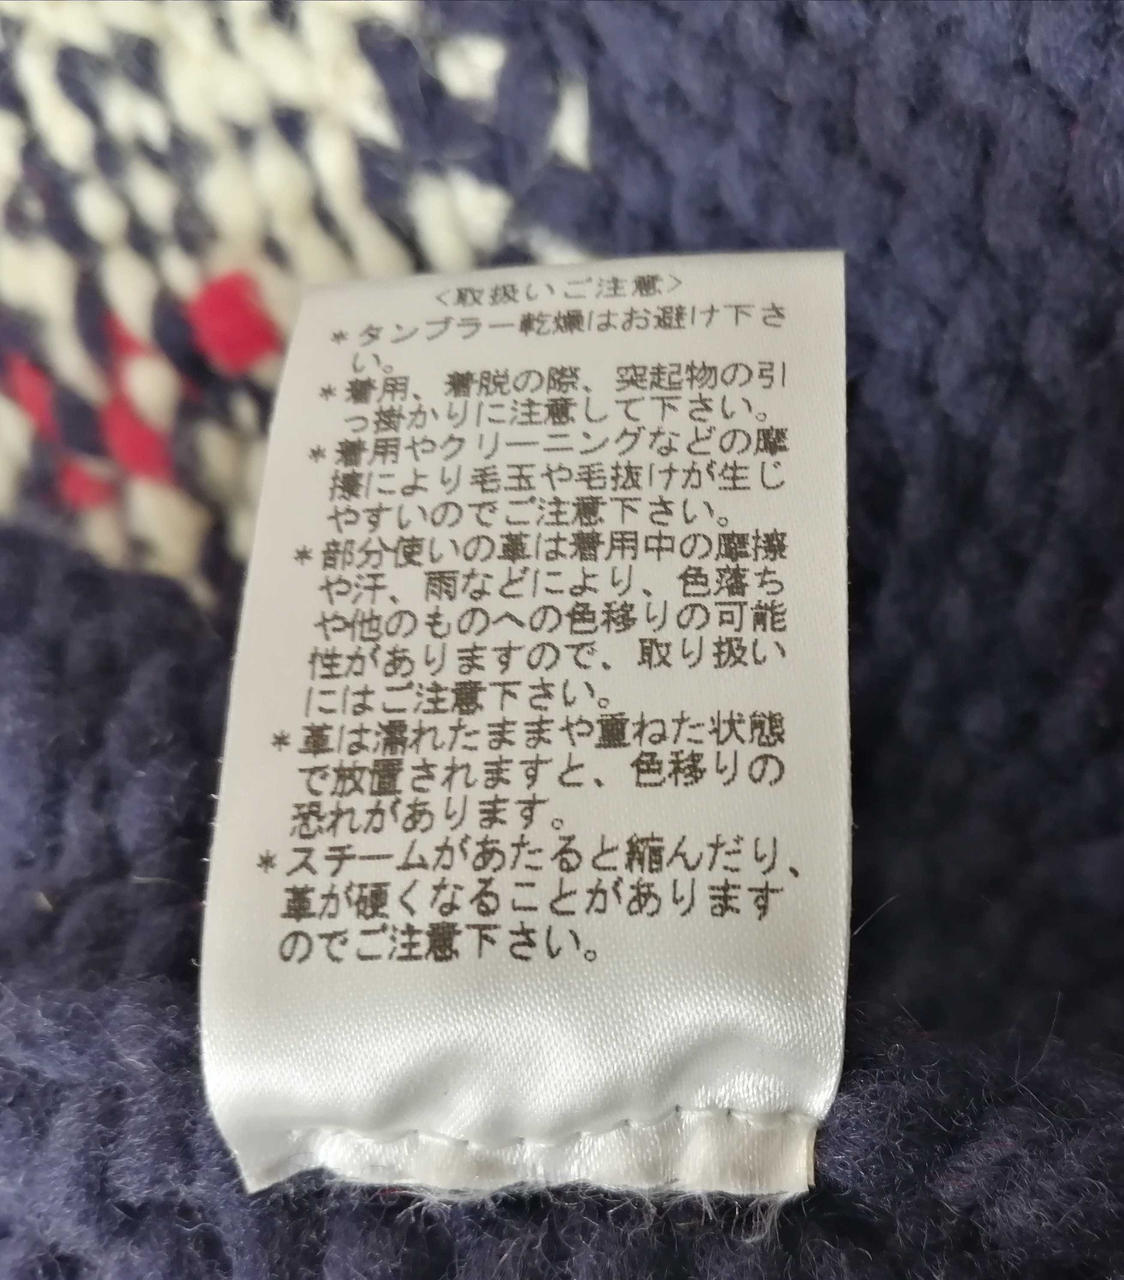 <取扱いご注意>
*タンブラー乾燥はお避け下さ
い。
*着用、着脱の際、突起物の引
っ掛かりに注意して下さい。
*着用やクリーニングなどの摩
擦により毛玉や毛抜けが生じ
やすいのでご注意下さい。
*部分使いの革は着用中の摩擦
や汗、雨などにより、色落ち
や他のものへの色移りの可能
性がありますので、取り扱い
にはご注意下さい。
*革は濡れたままや重ねた状態
で放置されますと、色移りの
恐れがあります。
*スチームがあたると縮んだり、
革が硬くなることがあります
のでご注意下さい。